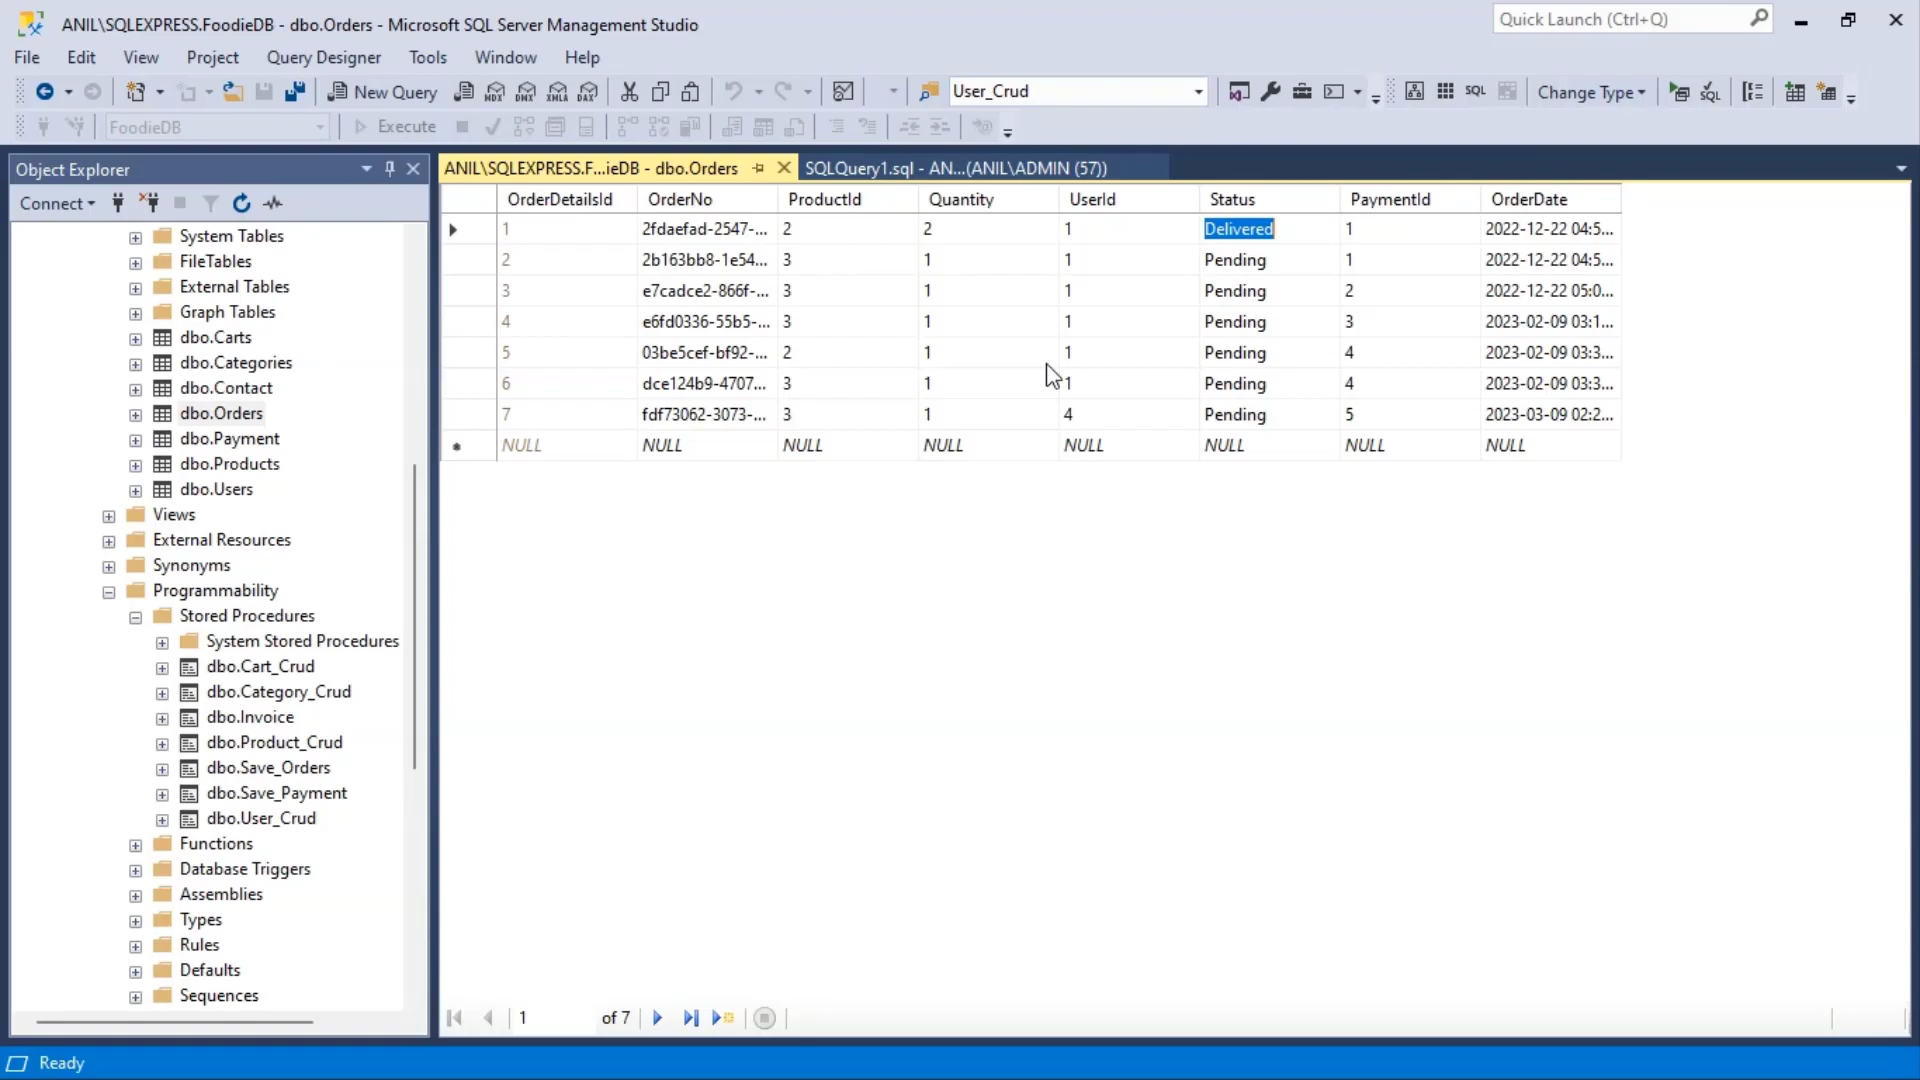 ANIL\SQLEXPRESS.FoodieDB - dbo.Orders - Microsoft SQL Server Management Studio
Quick Launch (Ctrl+Q)
File Edit View Project Query Designer Tools Window Help
New Query MDX DMX XMLA DAX User_Crud SQL Change Type SQL
FoodieDB Execute
Object Explorer
Connect
System Tables
FileTables
External Tables
Graph Tables
dbo.Carts
dbo.Categories
dbo.Contact
dbo.Orders
dbo.Payment
dbo.Products
dbo.Users
Views
External Resources
Synonyms
Programmability
Stored Procedures
System Stored Procedures
dbo.Cart_Crud
dbo.Category_Crud
dbo.Invoice
dbo.Product_Crud
dbo.Save_Orders
dbo.Save_Payment
dbo.User_Crud
Functions
Database Triggers
Assemblies
Types
Rules
Defaults
Sequences
ANIL\SQLEXPRESS.F...ieDB - dbo.Orders SQLQuery1.sql - AN...(ANIL\ADMIN (57))
OrderDetailsId OrderNo ProductId Quantity UserId Status PaymentId OrderDate
1 2fdaefad-2547-... 2 2 1 Delivered 1 2022-12-22 04:5...
2 2b163bb8-1e54... 3 1 1 Pending 1 2022-12-22 04:5...
3 e7cadce2-866f-... 3 1 1 Pending 2 2022-12-22 05:0...
4 e6fd0336-55b5-... 3 1 1 Pending 3 2023-02-09 03:1...
5 03be5cef-bf92-... 2 1 1 Pending 4 2023-02-09 03:3...
6 dce124b9-4707... 3 1 1 Pending 4 2023-02-09 03:3...
7 fdf73062-3073-... 3 1 4 Pending 5 2023-03-09 02:2...
NULL NULL NULL NULL NULL NULL NULL NULL
1 of 7
Ready